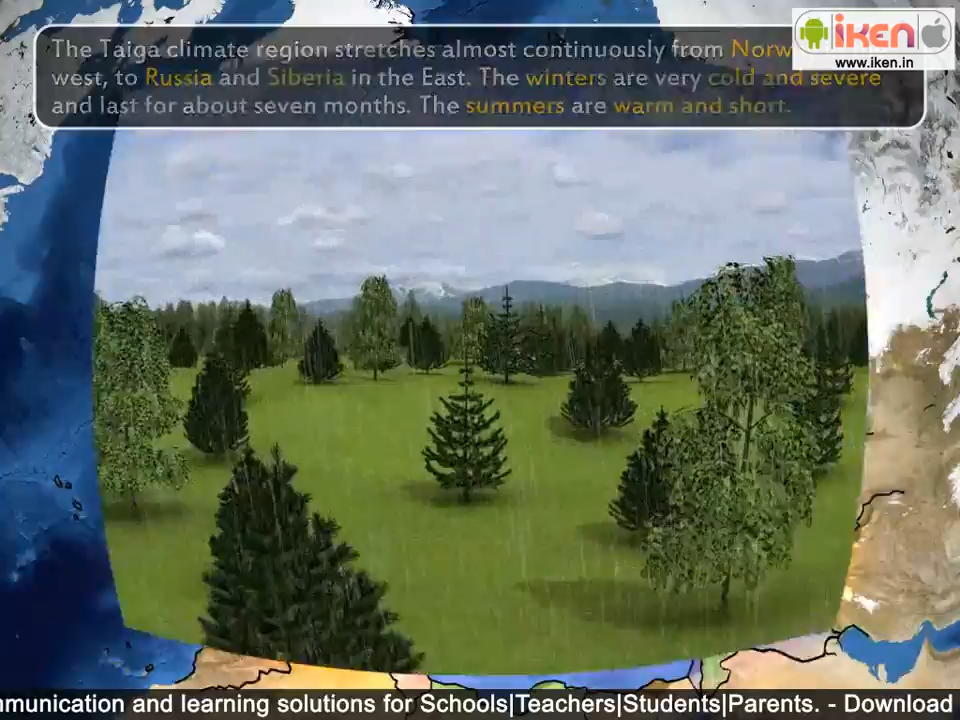 The Taiga climate region stretches almost continuously from Norw
west, to Russia and Siberia in the East. The winters are very cold and severe
and last for about seven months. The summers are warm and short.
iken
www.iken.in
mmunication and learning solutions for Schools|Teachers|Students|Parents. - Download